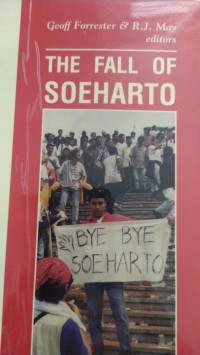 Geoff Forrester & R.J. May
editors
THE FALL OF
SOEHARTO
BYE BYE
SOEHARTO